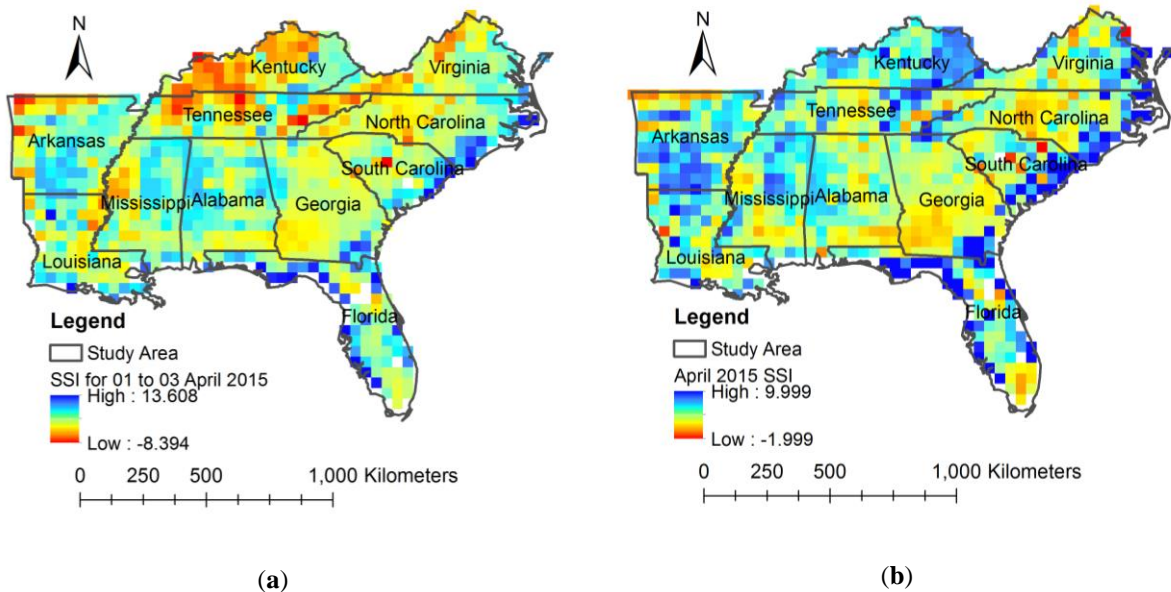 N
Kentucky
Virginia
Tennessee
North Carolina
Arkansas
South Carolina
Mississippi
Alabama
Georgia
Louisiana
Florida
Legend
Study Area
SSI for 01 to 03 April 2015
High : 13.608
Low : -8.394
0 250 500 1,000 Kilometers
(a)
N
Kentucky
Virginia
Tennessee
North Carolina
Arkansas
South Carolina
Mississippi
Alabama
Georgia
Louisiana
Florida
Legend
Study Area
April 2015 SSI
High : 9.999
Low : -1.999
0 250 500 1,000 Kilometers
(b)